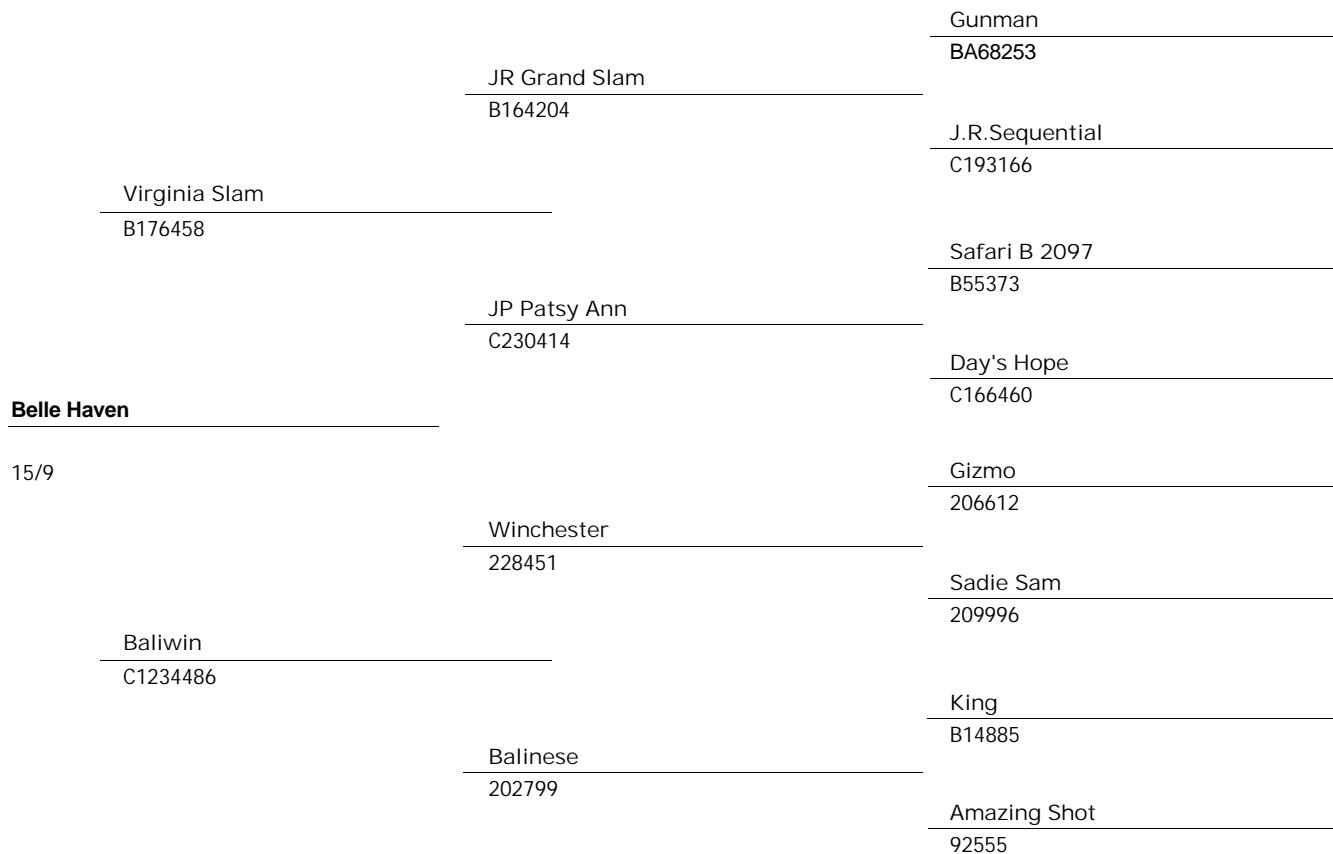 Gunman
BA68253
JR Grand Slam
B164204
J.R.Sequential
C193166
Virginia Slam
B176458
Safari B 2097
B55373
JP Patsy Ann
C230414
Day's Hope
C166460
Belle Haven
15/9
Gizmo
206612
Winchester
228451
Sadie Sam
209996
Baliwin
C1234486
King
B14885
Balinese
202799
Amazing Shot
92555